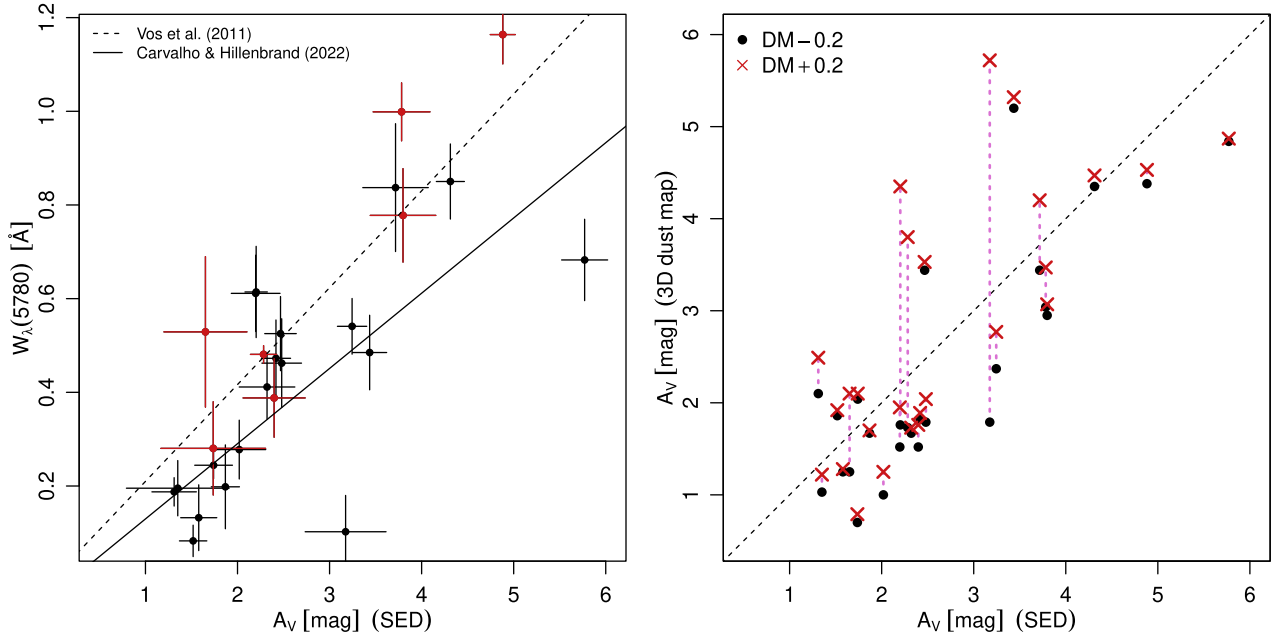 Vos et al. (2011)
Carvalho & Hillenbrand (2022)
W_λ(5780) [Å]
1.2
1.0
0.8
0.6
0.4
0.2
1 2 3 4 5 6
A_V [mag] (SED)
DM−0.2
DM+0.2
A_V [mag] (3D dust map)
6
5
4
3
2
1
1 2 3 4 5 6
A_V [mag] (SED)